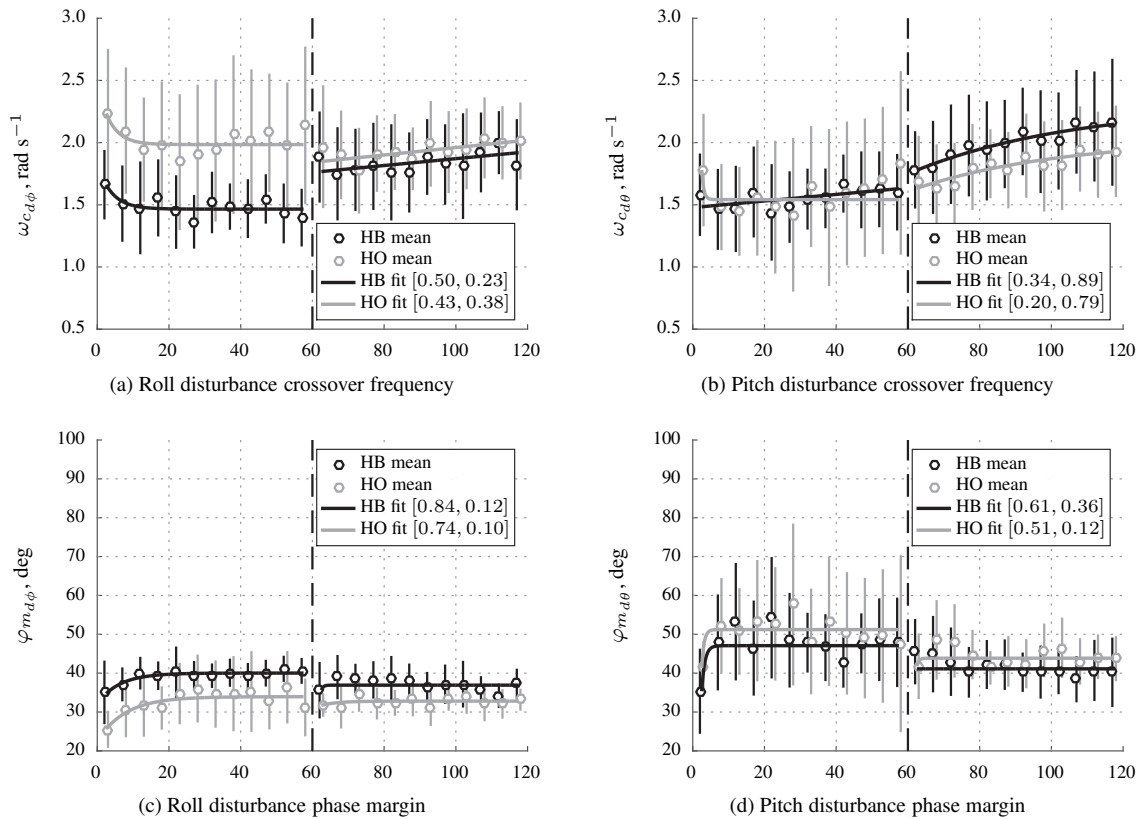 3.0
2.5
2.0
1.5
1.0
0.5
ω_{c_{dϕ}}, rad s⁻¹
HB mean
HO mean
HB fit [0.50, 0.23]
HO fit [0.43, 0.38]
0 20 40 60 80 100 120
(a) Roll disturbance crossover frequency
3.0
2.5
2.0
1.5
1.0
0.5
ω_{c_{dθ}}, rad s⁻¹
HB mean
HO mean
HB fit [0.34, 0.89]
HO fit [0.20, 0.79]
0 20 40 60 80 100 120
(b) Pitch disturbance crossover frequency
100
90
80
70
60
50
40
30
20
φ_{m_{dϕ}}, deg
HB mean
HO mean
HB fit [0.84, 0.12]
HO fit [0.74, 0.10]
0 20 40 60 80 100 120
(c) Roll disturbance phase margin
100
90
80
70
60
50
40
30
20
φ_{m_{dθ}}, deg
HB mean
HO mean
HB fit [0.61, 0.36]
HO fit [0.51, 0.12]
0 20 40 60 80 100 120
(d) Pitch disturbance phase margin